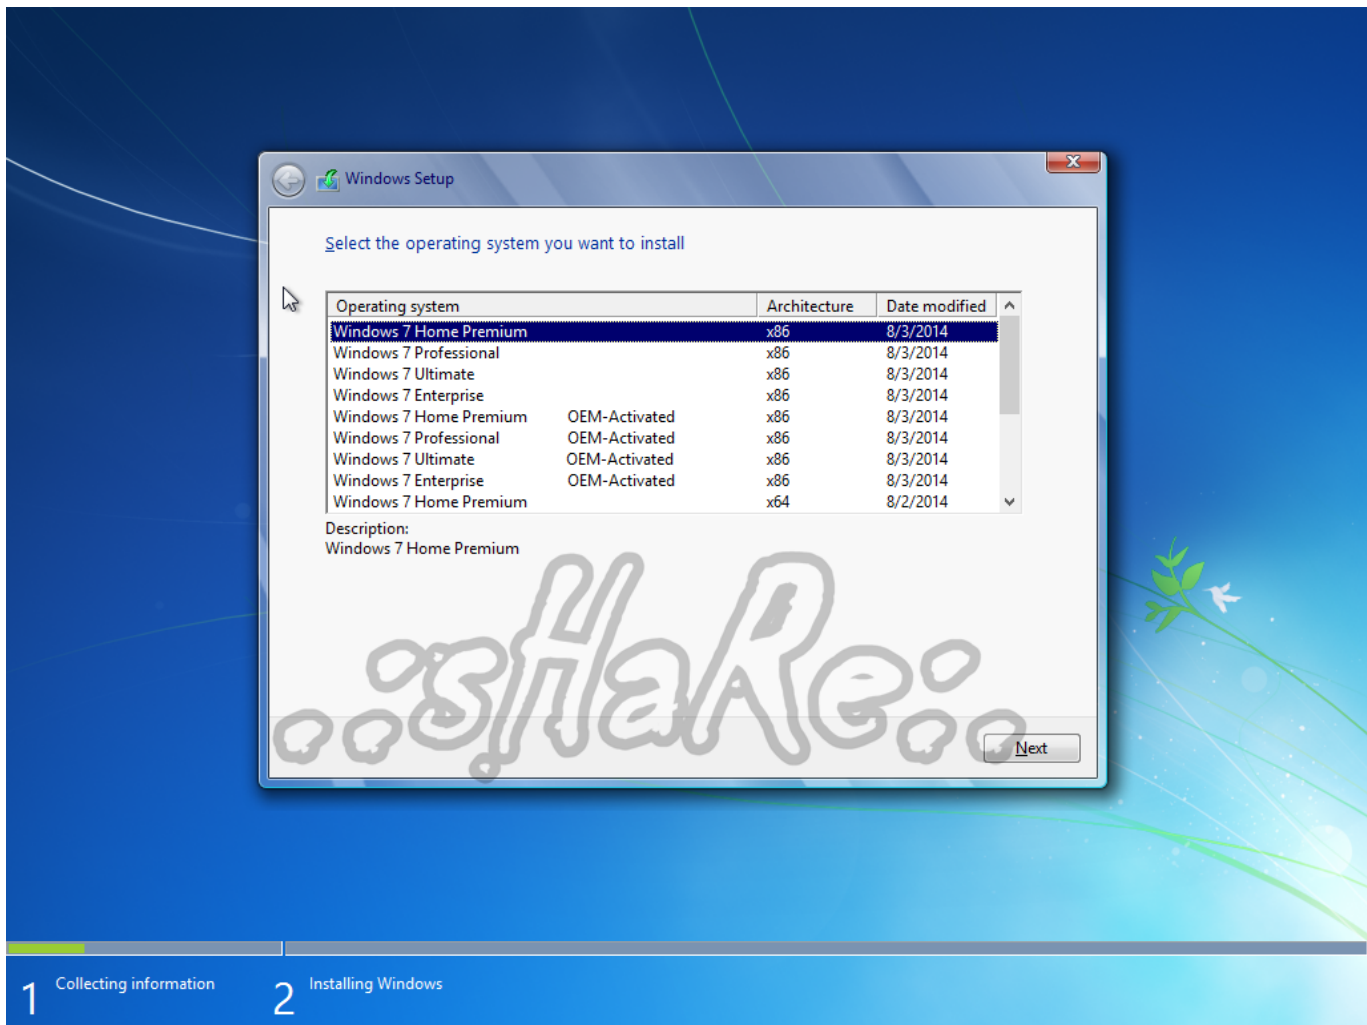 Windows Setup
Select the operating system you want to install
Operating system Architecture Date modified
Windows 7 Home Premium x86 8/3/2014
Windows 7 Professional x86 8/3/2014
Windows 7 Ultimate x86 8/3/2014
Windows 7 Enterprise x86 8/3/2014
Windows 7 Home Premium OEM-Activated x86 8/3/2014
Windows 7 Professional OEM-Activated x86 8/3/2014
Windows 7 Ultimate OEM-Activated x86 8/3/2014
Windows 7 Enterprise OEM-Activated x86 8/3/2014
Windows 7 Home Premium x64 8/2/2014
Description:
Windows 7 Home Premium
..:sHaRe:..
Next
1 Collecting information 2 Installing Windows